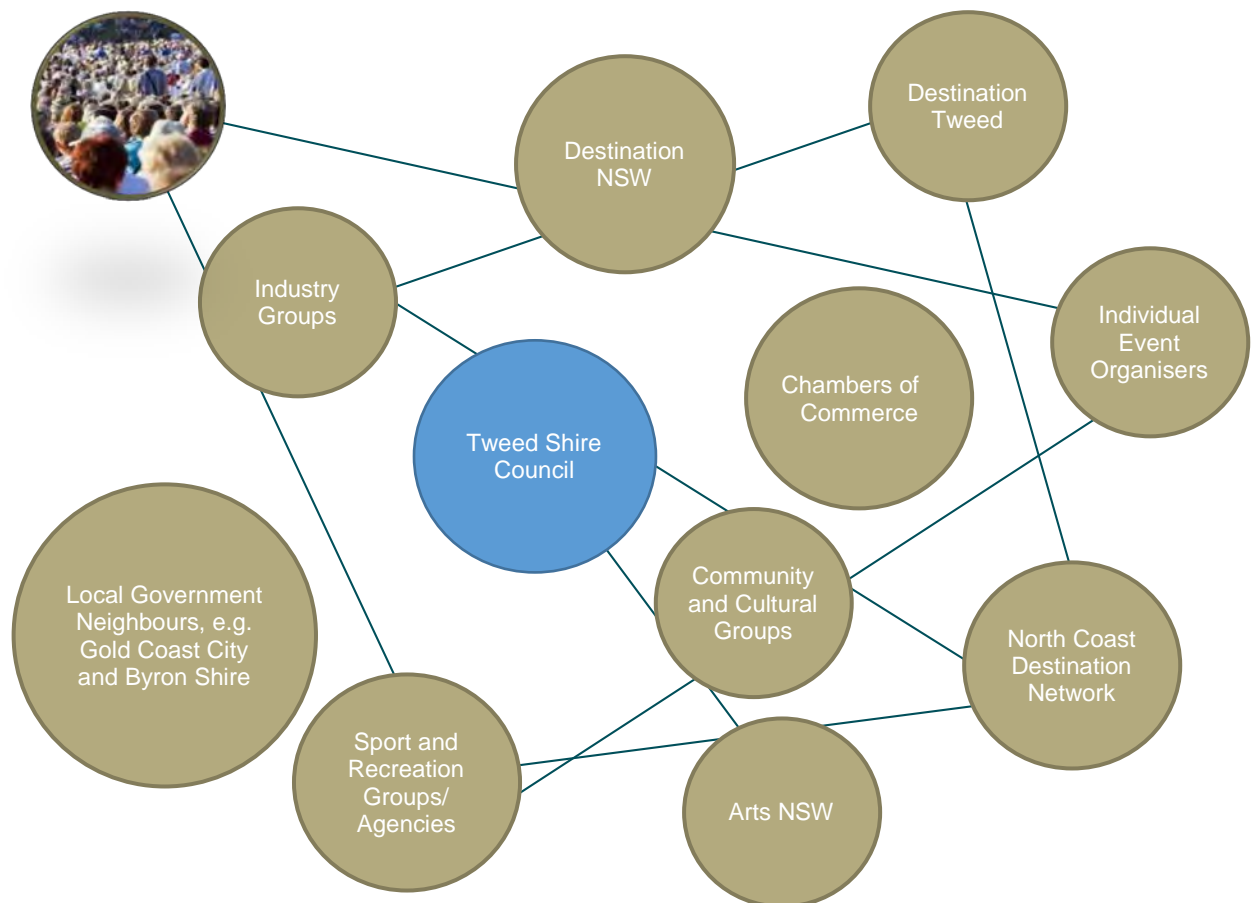 Destination
Tweed
Destination
NSW
Industry
Groups
Individual
Event
Organisers
Chambers of
Commerce
Tweed Shire
Council
Community
and Cultural
Groups
Local Government
Neighbours, e.g.
Gold Coast City
and Byron Shire
North Coast
Destination
Network
Sport and
Recreation
Groups/
Agencies
Arts NSW